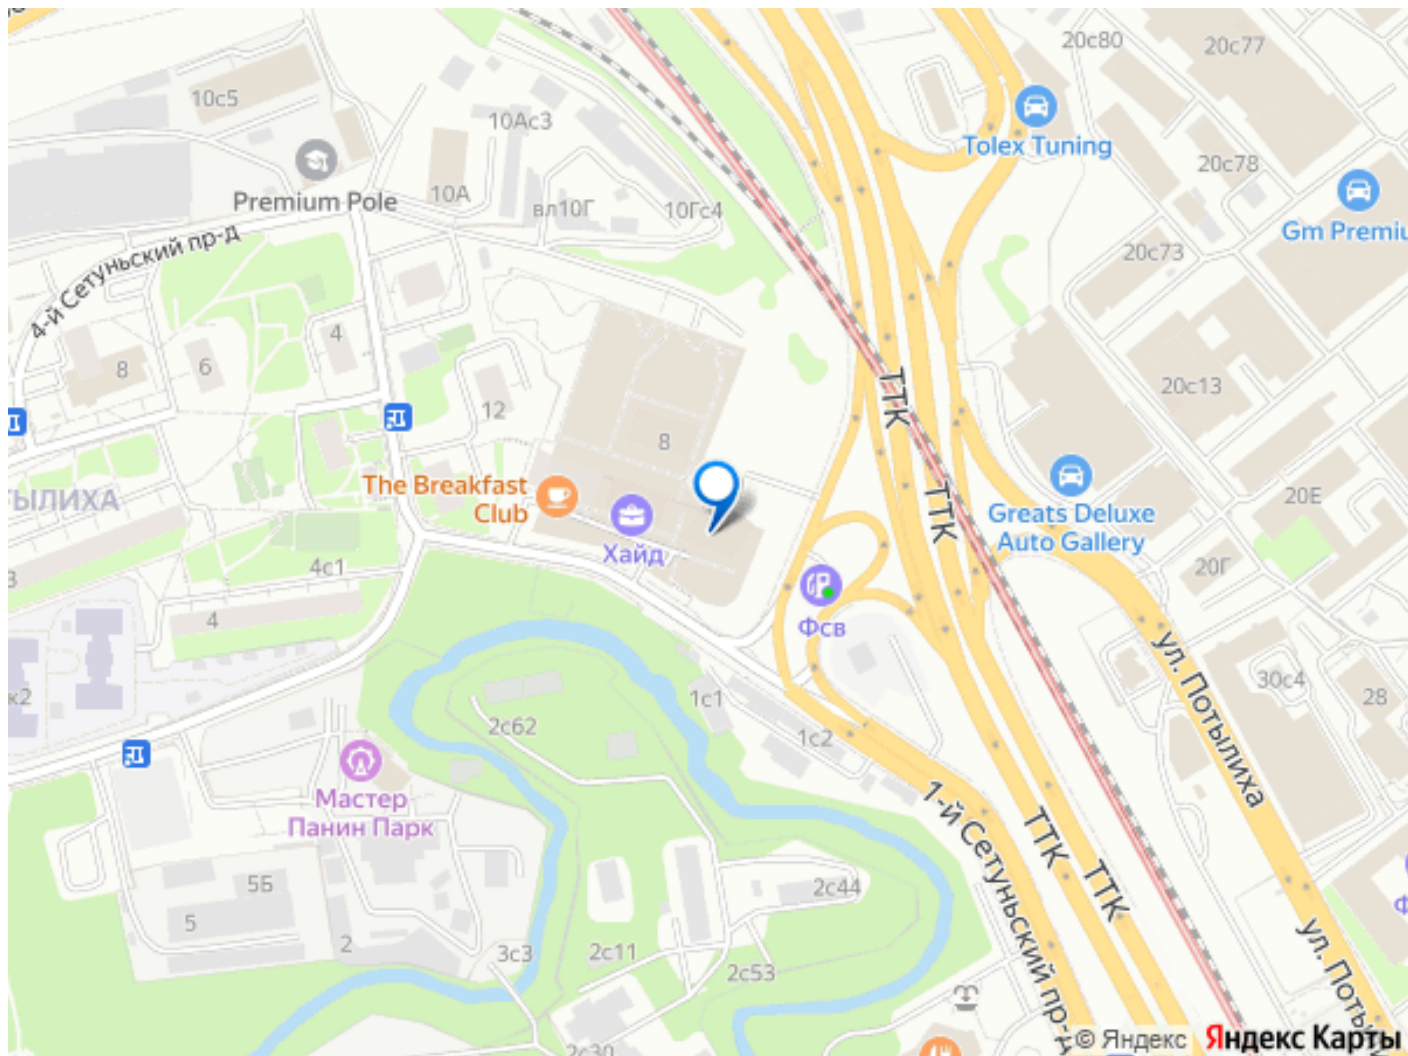 20с80
20с77
10с5
10Ас3
Tolex Tuning
20с78
Premium Pole
10А
вл10Г
10Гс4
Gm Premiu
4-й Сетуньский пр-д
20с73
4
8
6
ТТК
20с13
12
8
The Breakfast
Club
ТЫЛИХА
ТТК
20Е
Greats Deluxe
Auto Gallery
Хайд
4с1
3
20Г
4
Фсв
ул. Потылиха
к2
30с4
28
1с1
2с62
1с2
Мастер
Панин Парк
1-й Сетуньский пр-д
ТТК
ТТК
5Б
2с44
5
2
3с3
2с11
2с53
ул. Поты
2с30
© Яндекс
Яндекс Карты